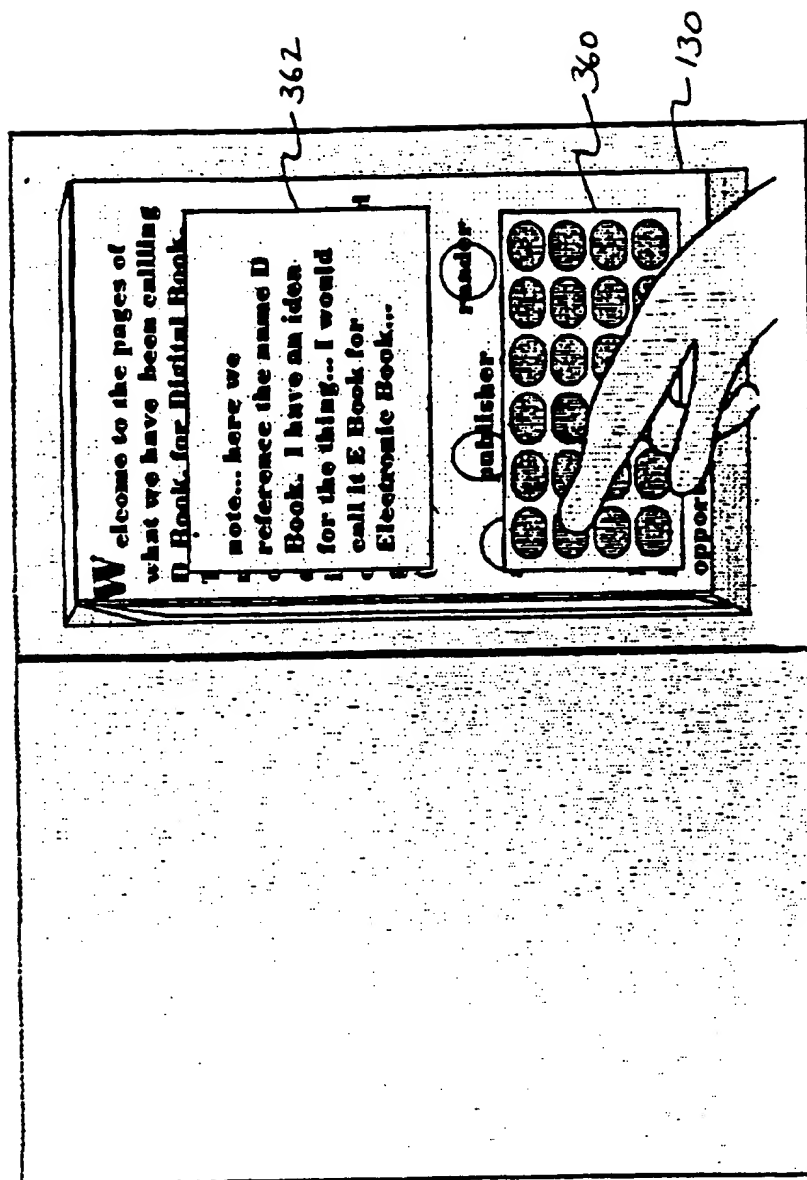 Welcome to the pages of
what we have been callling
D Book, for Digital Book.
note... here we
reference the name D
Book. I have an idea
for the thing... I would
call it E Book for
Electronic Book...
publisher
reander
oppor
362
360
130